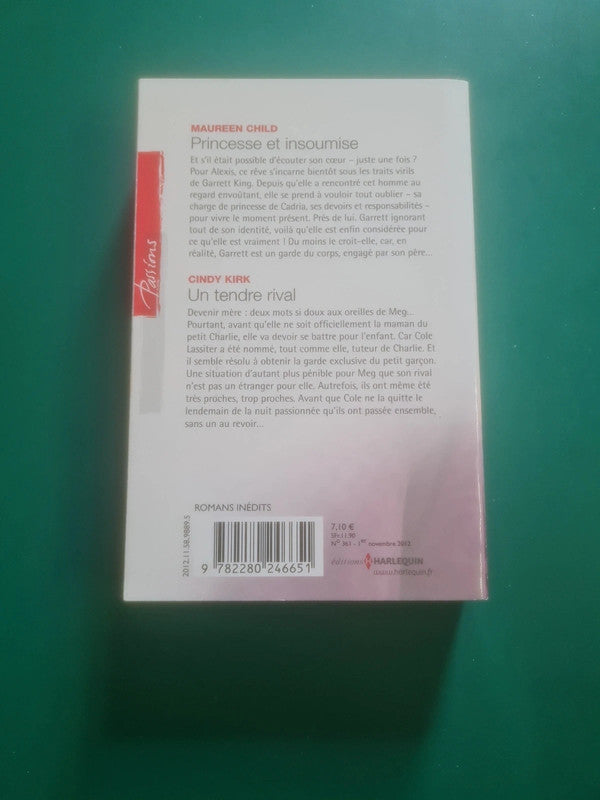 MAUREEN CHILD
Princesse et insoumise
Et s'il était possible d'écouter son cœur – juste une fois ?
Pour Alexis, ce rêve s'incarne bientôt sous les traits virils
de Garrett King. Depuis qu'elle a rencontré cet homme au
regard envoûtant, elle se prend à vouloir tout oublier – sa
charge de princesse de Cadria, ses devoirs et responsabilités –
pour vivre le moment présent. Près de lui. Garrett ignorant
tout de son identité, voilà qu'elle est enfin considérée pour
ce qu'elle est vraiment ! Du moins le croit-elle, car, en
réalité, Garrett est un garde du corps, engagé par son père...
Passions
CINDY KIRK
Un tendre rival
Devenir mère : deux mots si doux aux oreilles de Meg...
Pourtant, avant qu'elle ne soit officiellement la maman du
petit Charlie, elle va devoir se battre pour l'enfant. Car Cole
Lassiter a été nommé, tout comme elle, tuteur de Charlie. Et
il semble résolu à obtenir la garde exclusive du petit garçon.
Une situation d'autant plus pénible pour Meg que son rival
n'est pas un étranger pour elle. Autrefois, ils ont même été
très proches, trop proches. Avant que Cole ne la quitte le
lendemain de la nuit passionnée qu'ils ont passée ensemble,
sans un au revoir...
ROMANS INÉDITS
2012.11.58.9889.5
9 782280 246651
7,10 €
SFr.11.90
N° 361 - 1er novembre 2012
éditions H HARLEQUIN
www.harlequin.fr